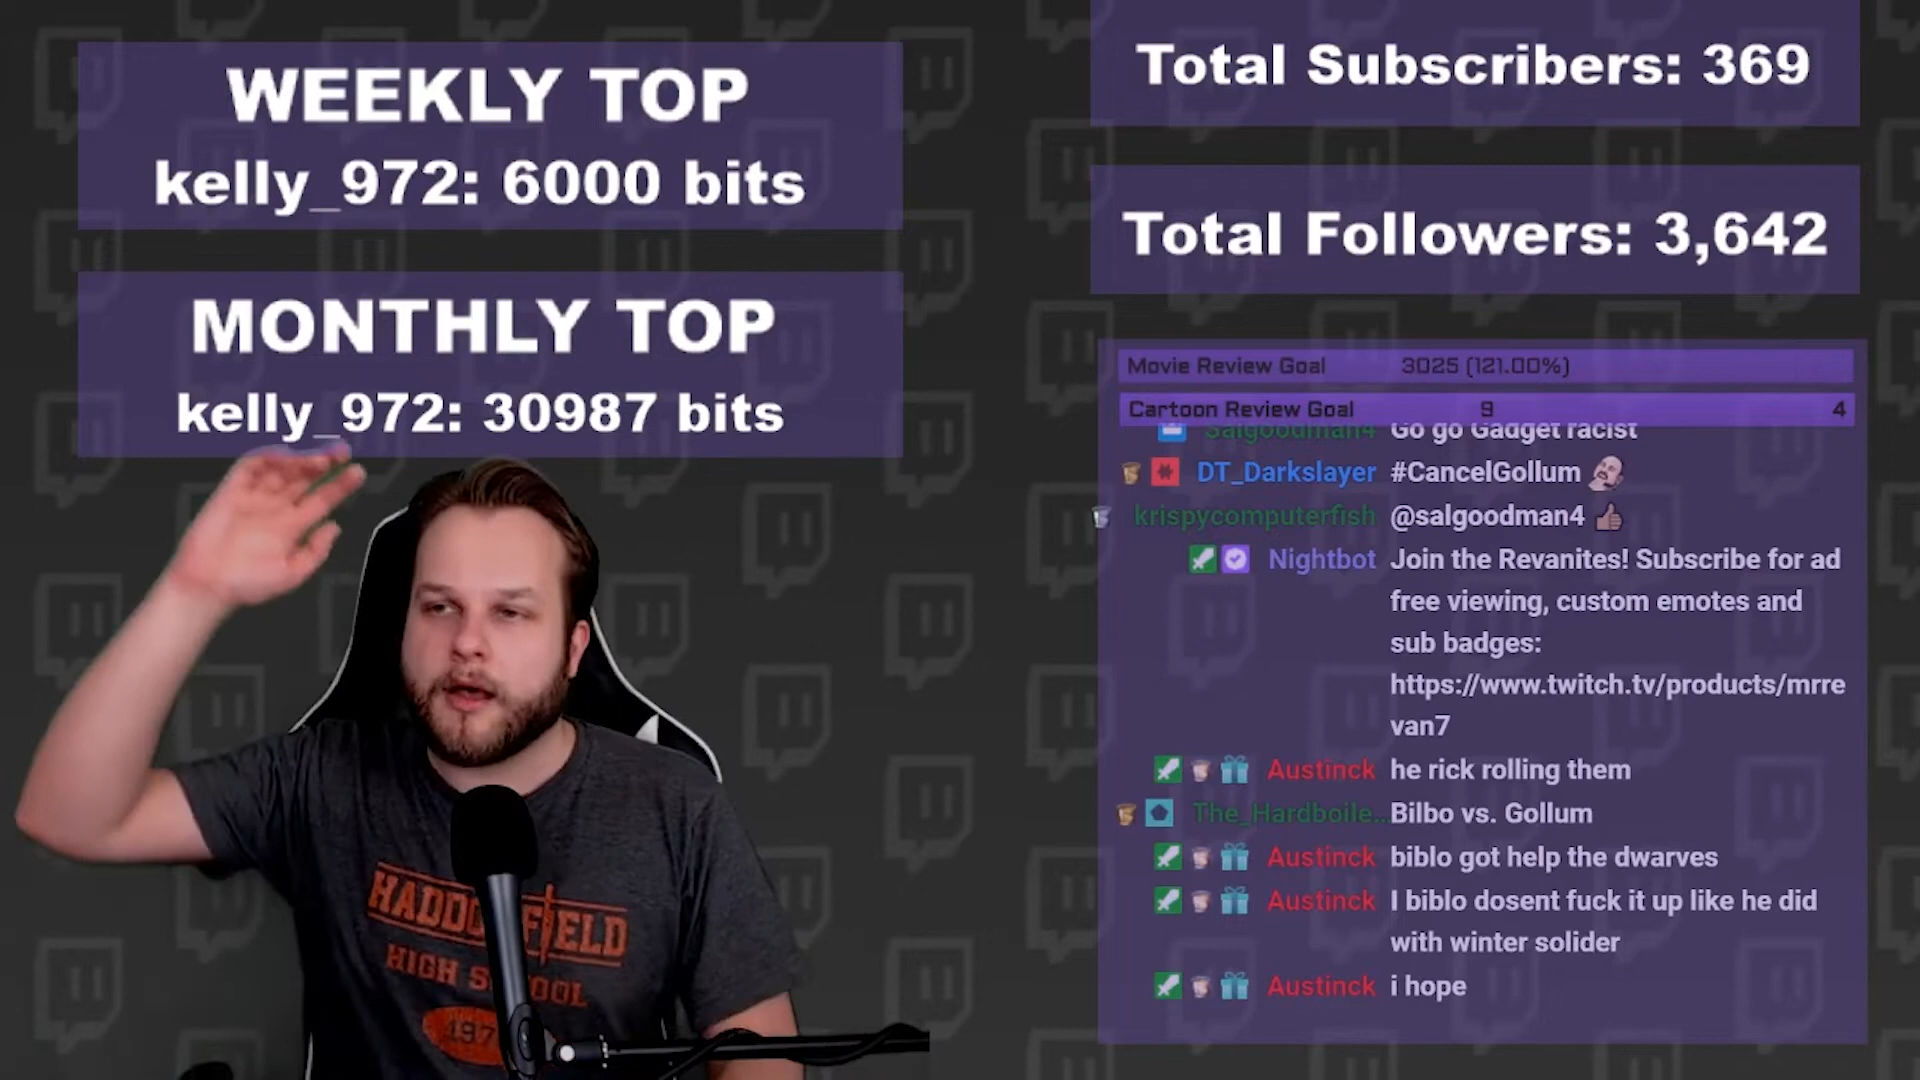 WEEKLY TOP
kelly_972: 6000 bits
MONTHLY TOP
kelly_972: 30987 bits
Total Subscribers: 369
Total Followers: 3,642
Movie Review Goal 3025 (121.00%)
Cartoon Review Goal 9 4
Salgoodman4 Go go Gadget racist
DT_Darkslayer #CancelGollum
krispycomputerfish @salgoodman4
Nightbot Join the Revanites! Subscribe for ad
free viewing, custom emotes and
sub badges:
https://www.twitch.tv/products/mrre
van7
Austinck he rick rolling them
The_Hardboile... Bilbo vs. Gollum
Austinck biblo got help the dwarves
Austinck I biblo dosent fuck it up like he did
with winter solider
Austinck i hope
HADDONFIELD
HIGH SCHOOL
197